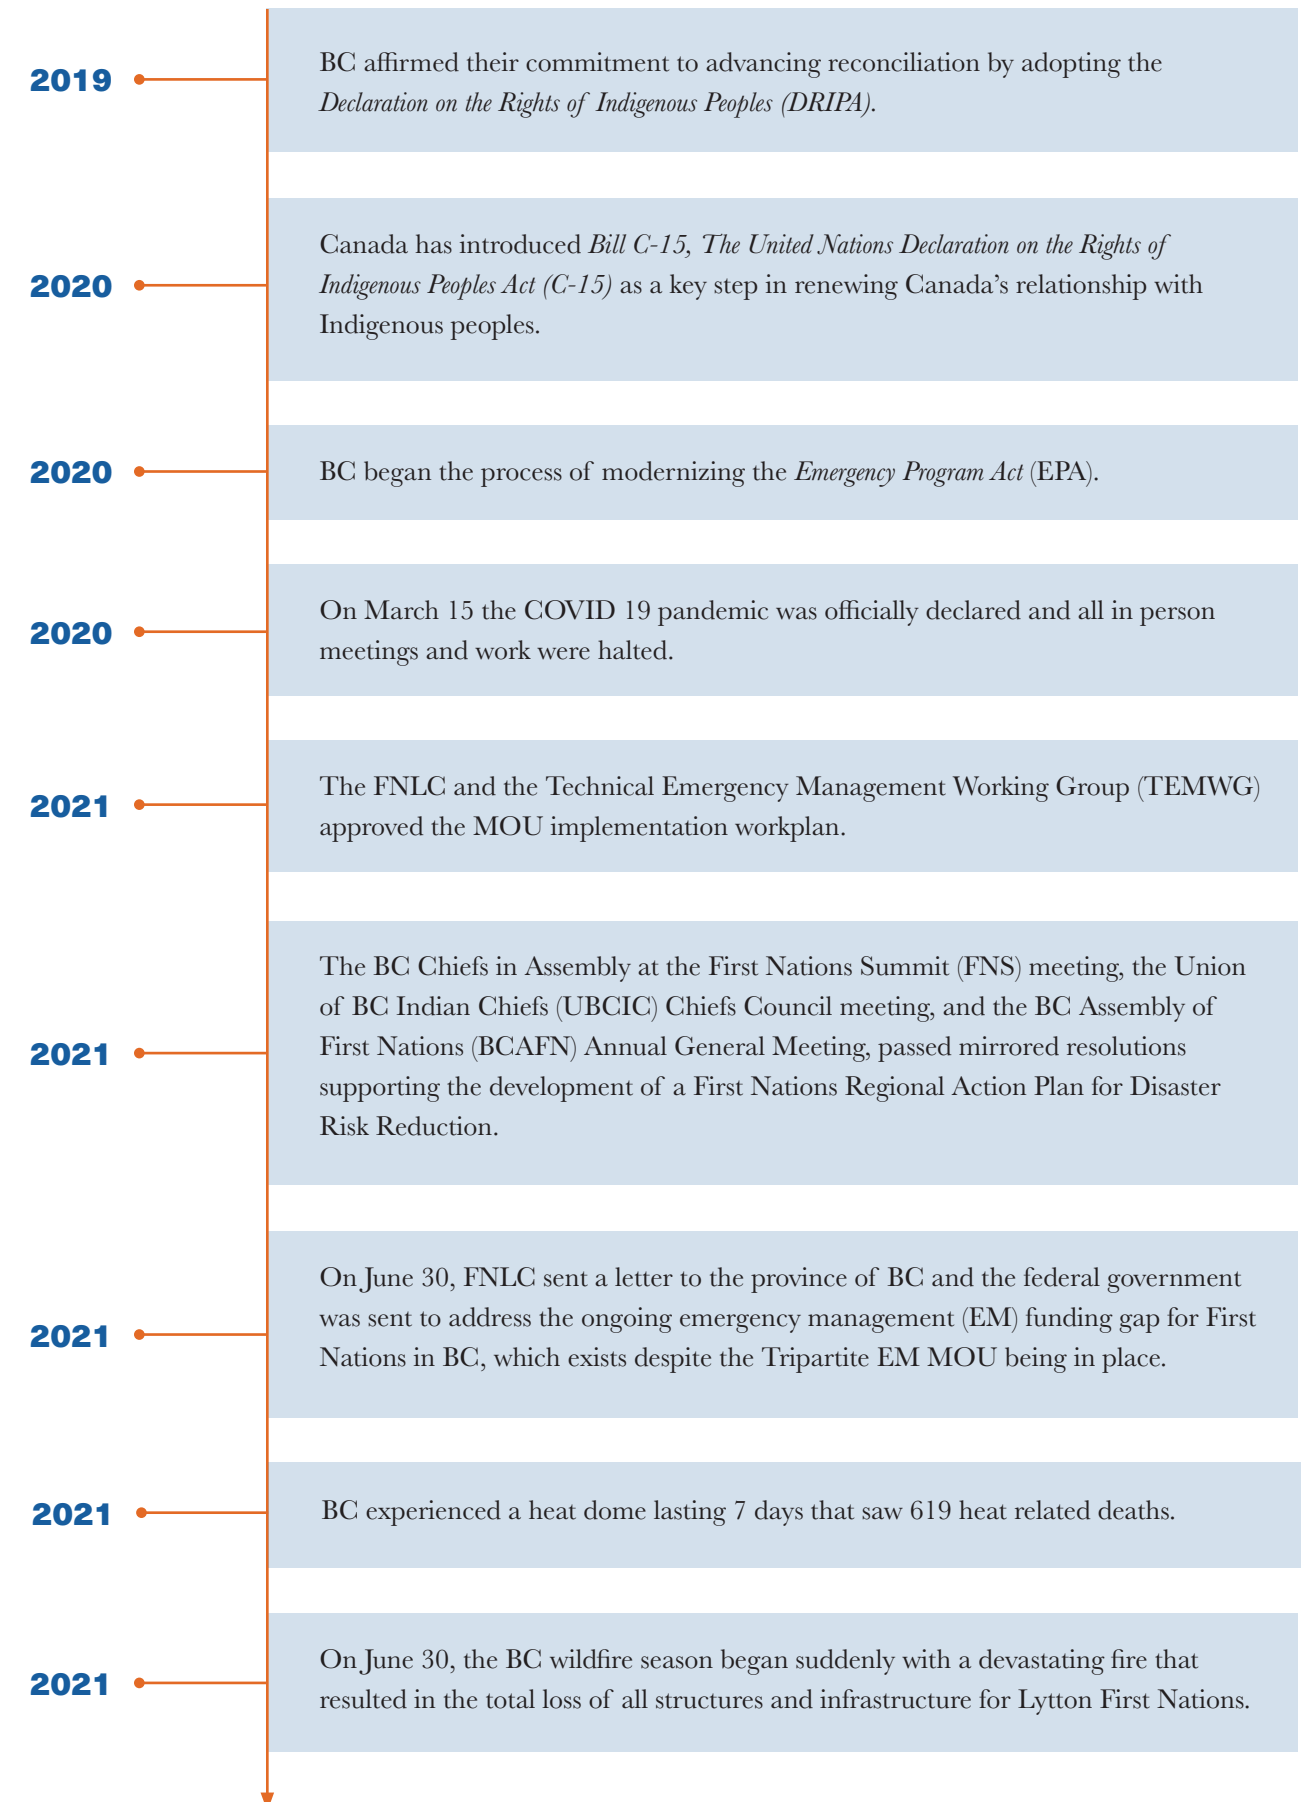 2019
BC affirmed their commitment to advancing reconciliation by adopting the
Declaration on the Rights of Indigenous Peoples (DRIPA).
2020
Canada has introduced Bill C-15, The United Nations Declaration on the Rights of
Indigenous Peoples Act (C-15) as a key step in renewing Canada’s relationship with
Indigenous peoples.
2020
BC began the process of modernizing the Emergency Program Act (EPA).
2020
On March 15 the COVID 19 pandemic was officially declared and all in person
meetings and work were halted.
2021
The FNLC and the Technical Emergency Management Working Group (TEMWG)
approved the MOU implementation workplan.
2021
The BC Chiefs in Assembly at the First Nations Summit (FNS) meeting, the Union
of BC Indian Chiefs (UBCIC) Chiefs Council meeting, and the BC Assembly of
First Nations (BCAFN) Annual General Meeting, passed mirrored resolutions
supporting the development of a First Nations Regional Action Plan for Disaster
Risk Reduction.
2021
On June 30, FNLC sent a letter to the province of BC and the federal government
was sent to address the ongoing emergency management (EM) funding gap for First
Nations in BC, which exists despite the Tripartite EM MOU being in place.
2021
BC experienced a heat dome lasting 7 days that saw 619 heat related deaths.
2021
On June 30, the BC wildfire season began suddenly with a devastating fire that
resulted in the total loss of all structures and infrastructure for Lytton First Nations.